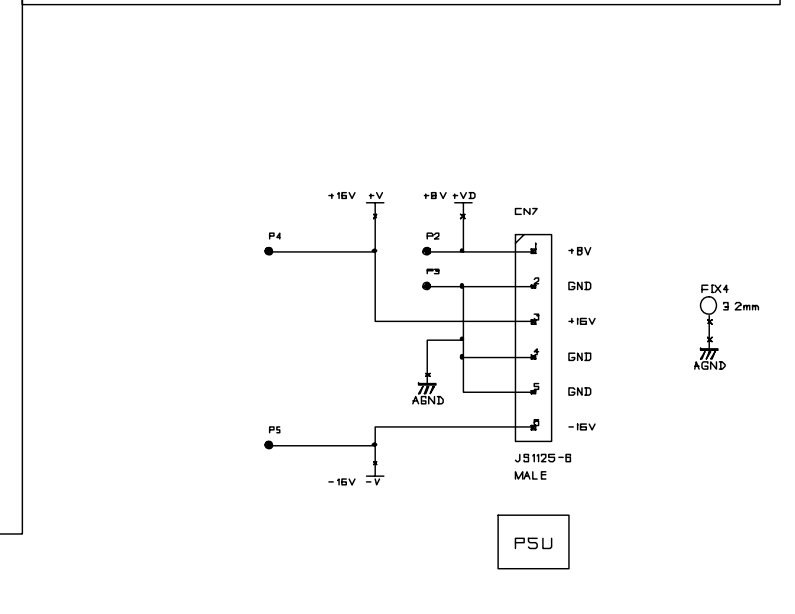 +16V +V
+8V +VD
CN7
P4
P2
1
+8V
P3
2
GND
FIX4
3 2mm
3
+16V
4
GND
AGND
5
GND
AGND
6
-16V
P5
JS1125-6
MALE
-16V -V
PSU